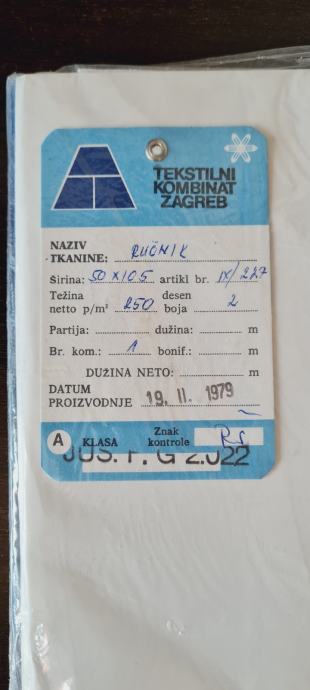 TEKSTILNI
KOMBINAT
ZAGREB
NAZIV
TKANINE: RUČNIK
Širina: 50 x 105 artikl br. IX/227
Težina desen
netto p/m² 250 boja 2
Partija: dužina: m
Br. kom.: 1 bonif.: m
DUŽINA NETO: m
DATUM
PROIZVODNJE 19. II. 1979
A KLASA Znak
kontrole
JUS. F. G 2.022